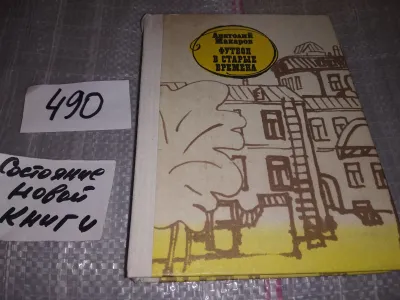 Анатолий
Макаров
ФУТБОЛ
В СТАРЫЕ
ВРЕМЕНА
490
Состояние
новой
книги